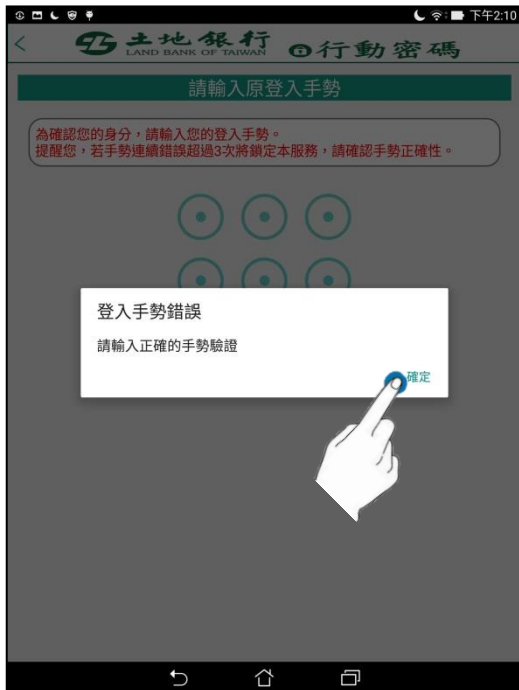 下午2:10
土地銀行
LAND BANK OF TAIWAN
行動密碼
請輸入原登入手勢
為確認您的身分，請輸入您的登入手勢。
提醒您，若手勢連續錯誤超過3次將鎖定本服務，請確認手勢正確性。
登入手勢錯誤
請輸入正確的手勢驗證
確定